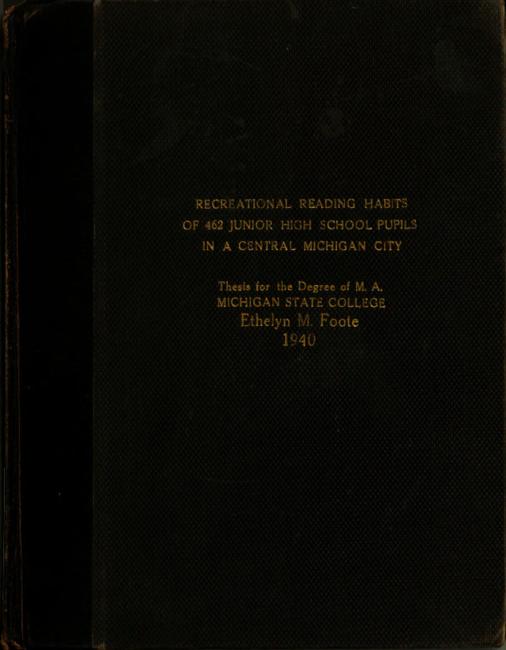 RECREATIONAL READING HABITS
OF 462 JUNIOR HIGH SCHOOL PUPILS
IN A CENTRAL MICHIGAN CITY
Thesis for the Degree of M. A.
MICHIGAN STATE COLLEGE
Ethelyn M. Foote
1940